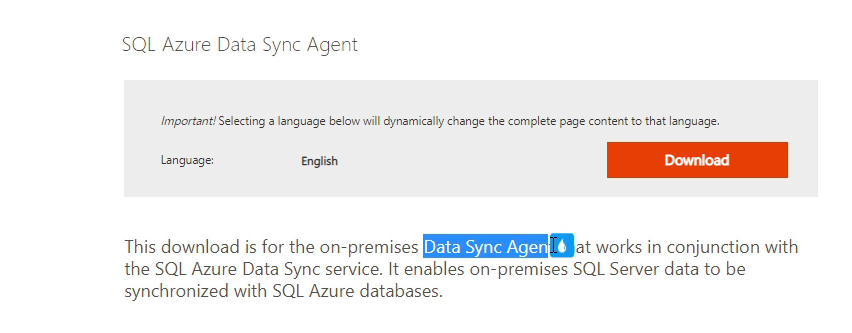 SQL Azure Data Sync Agent
Important! Selecting a language below will dynamically change the complete page content to that language.
Language: English Download
This download is for the on-premises Data Sync Agent at works in conjunction with
the SQL Azure Data Sync service. It enables on-premises SQL Server data to be
synchronized with SQL Azure databases.